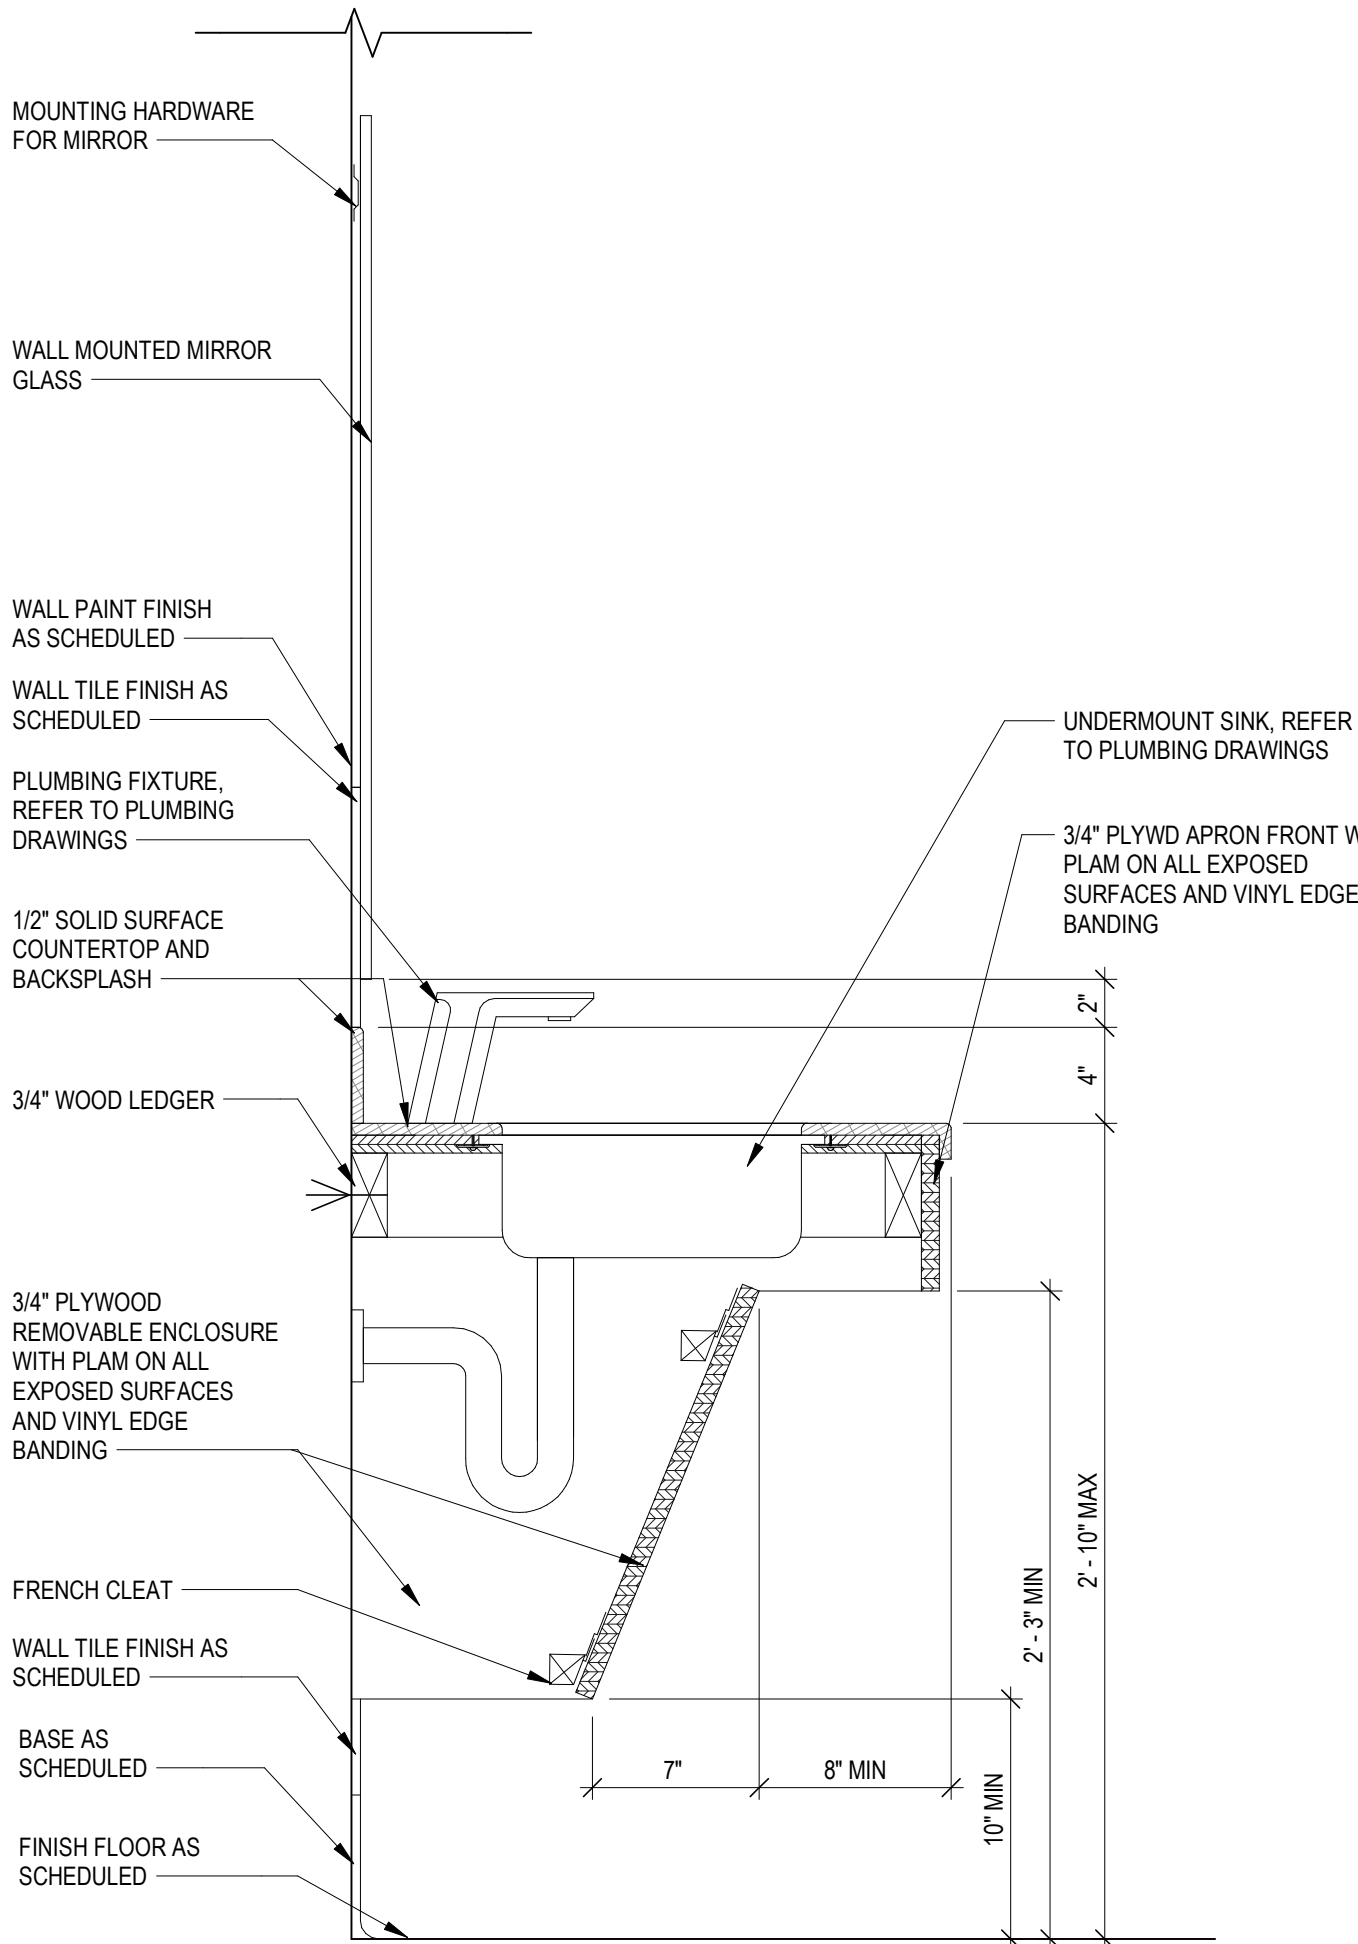 MOUNTING HARDWARE
FOR MIRROR
WALL MOUNTED MIRROR
GLASS
WALL PAINT FINISH
AS SCHEDULED
WALL TILE FINISH AS
SCHEDULED
PLUMBING FIXTURE,
REFER TO PLUMBING
DRAWINGS
1/2" SOLID SURFACE
COUNTERTOP AND
BACKSPLASH
3/4" WOOD LEDGER
3/4" PLYWOOD
REMOVABLE ENCLOSURE
WITH PLAM ON ALL
EXPOSED SURFACES
AND VINYL EDGE
BANDING
FRENCH CLEAT
WALL TILE FINISH AS
SCHEDULED
BASE AS
SCHEDULED
FINISH FLOOR AS
SCHEDULED
UNDERMOUNT SINK, REFER
TO PLUMBING DRAWINGS
3/4" PLYWD APRON FRONT W
PLAM ON ALL EXPOSED
SURFACES AND VINYL EDGE
BANDING
2"
4"
2' - 10" MAX
2' - 3" MIN
10" MIN
7"
8" MIN